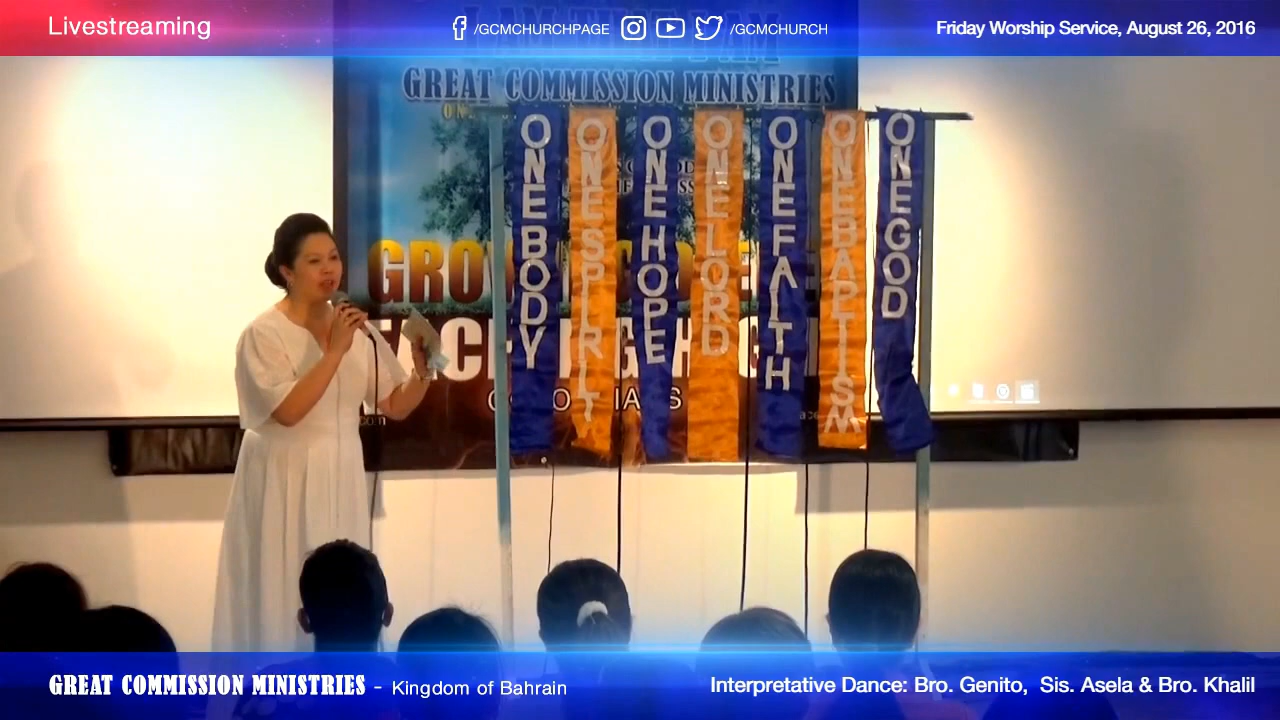 Livestreaming
/GCMCHURCHPAGE
/GCMCHURCH
Friday Worship Service, August 26, 2016
GREAT COMMISSION MINISTRIES
ONE BODY
ONE SPIRIT
ONE HOPE
ONE LORD
ONE FAITH
ONE BAPTISM
ONE GOD
GREAT COMMISSION MINISTRIES - Kingdom of Bahrain
Interpretative Dance: Bro. Genito, Sis. Asela & Bro. Khalil